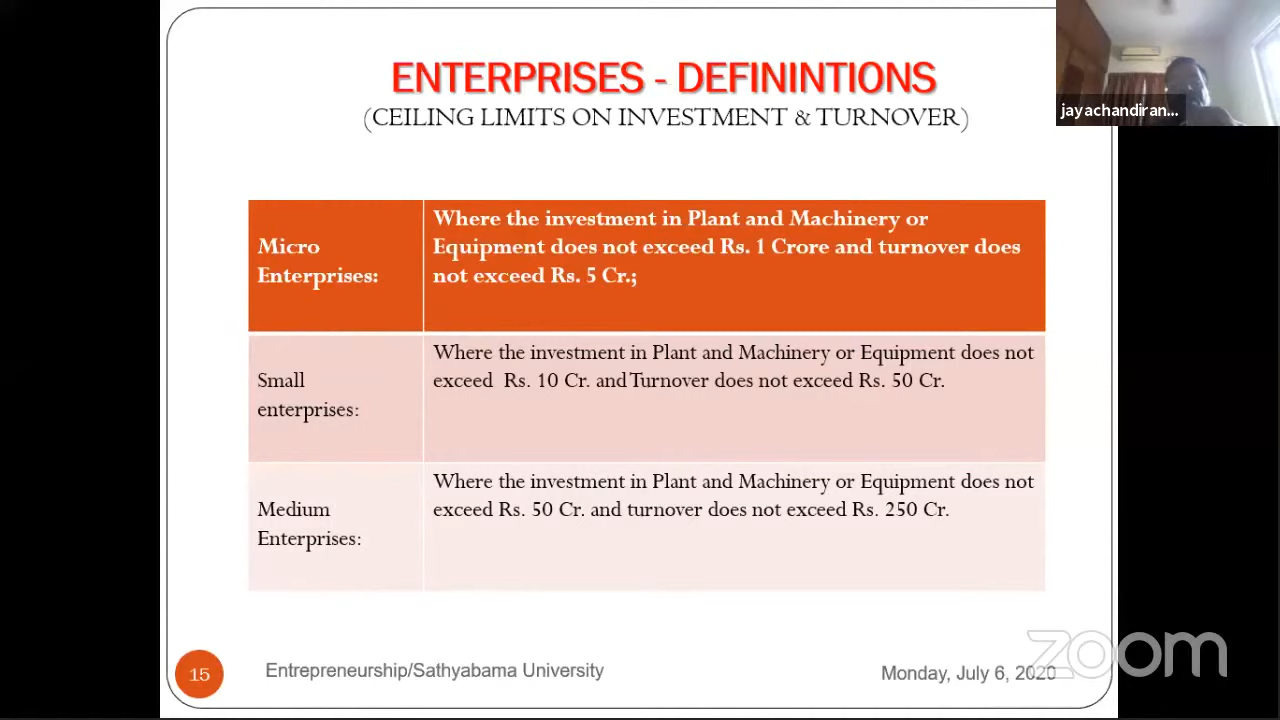 ENTERPRISES - DEFININTIONS
(CEILING LIMITS ON INVESTMENT & TURNOVER)
jayachandiran...
Micro
Enterprises:
Where the investment in Plant and Machinery or
Equipment does not exceed Rs. 1 Crore and turnover does
not exceed Rs. 5 Cr.;
Small
enterprises:
Where the investment in Plant and Machinery or Equipment does not
exceed Rs. 10 Cr. and Turnover does not exceed Rs. 50 Cr.
Medium
Enterprises:
Where the investment in Plant and Machinery or Equipment does not
exceed Rs. 50 Cr. and turnover does not exceed Rs. 250 Cr.
15
Entrepreneurship/Sathyabama University
Monday, July 6, 2020
zoom